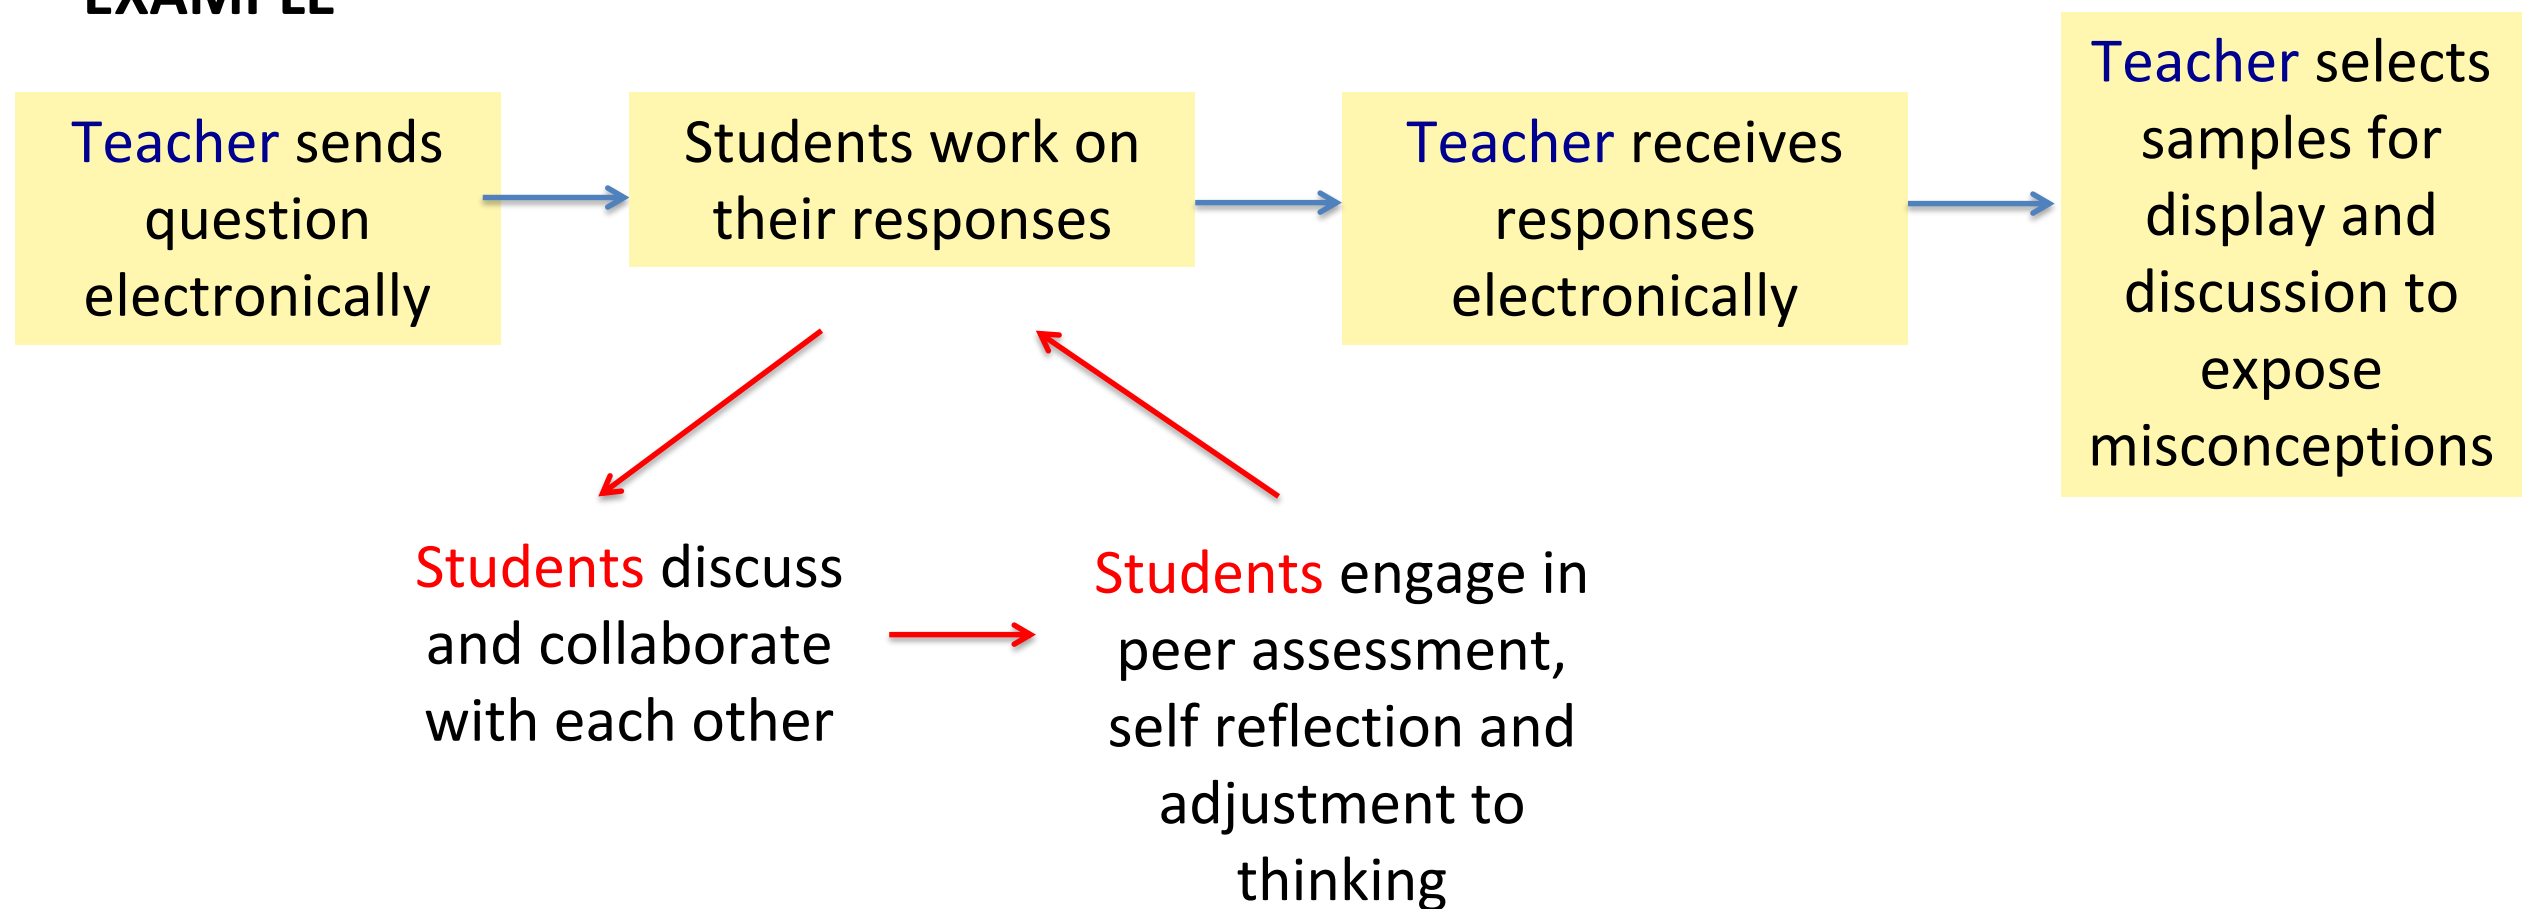 EXAMPLE
Teacher sends
question
electronically
Students work on
their responses
Teacher receives
responses
electronically
Teacher selects
samples for
display and
discussion to
expose
misconceptions
Students discuss
and collaborate
with each other
Students engage in
peer assessment,
self reflection and
adjustment to
thinking